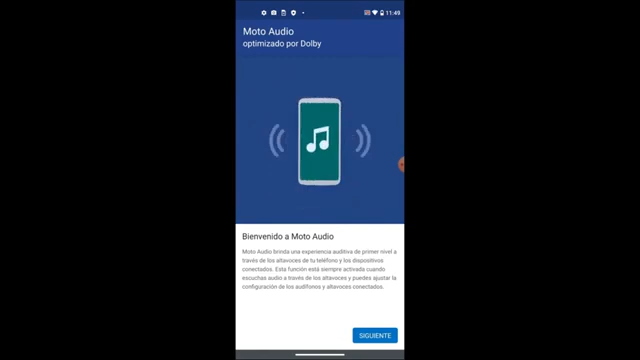 11:49
Moto Audio
optimizado por Dolby
Bienvenido a Moto Audio
Moto Audio brinda una experiencia auditiva de primer nivel a
través de los altavoces de tu teléfono y los dispositivos
conectados. Esta función está siempre activada cuando
escuchas audio a través de los altavoces y puedes ajustar la
configuración de los audífonos y altavoces conectados.
SIGUIENTE